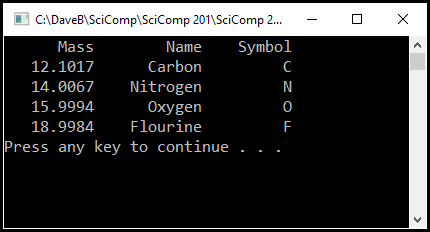 C:\DaveB\SciComp\SciComp 201\SciComp 2...
Mass Name Symbol
12.1017 Carbon C
14.0067 Nitrogen N
15.9994 Oxygen O
18.9984 Flourine F
Press any key to continue . . .